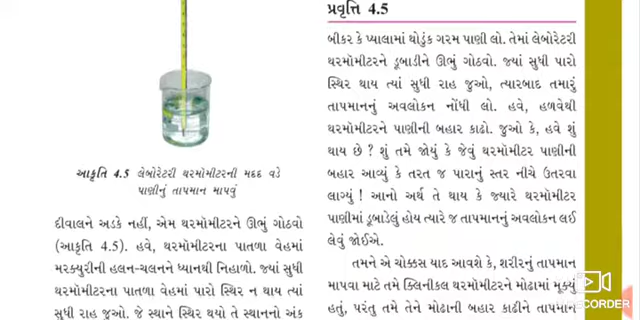 આકૃતિ 4.5 લેબોરેટરી થરમૉમીટરની મદદ વડે
પાણીનું તાપમાન માપવું
દીવાલને અડકે નહીં, એમ થરમૉમીટરને ઊભું ગોઠવો
(આકૃતિ 4.5). હવે, થરમૉમીટરના પાતળા વેહમાં
મરક્યુરીની હલન-ચલનને ધ્યાનથી નિહાળો. જ્યાં સુધી
થરમૉમીટરના પાતળા વેહમાં પારો સ્થિર ન થાય ત્યાં
સુધી રાહ જુઓ. જે સ્થાને સ્થિર થયો તે સ્થાનનો અંક
પ્રવૃત્તિ 4.5
બીકર કે પ્યાલામાં થોડુંક ગરમ પાણી લો. તેમાં લેબોરેટરી
થરમૉમીટરને ડૂબાડીને ઊભું ગોઠવો. જ્યાં સુધી પારો
સ્થિર થાય ત્યાં સુધી રાહ જુઓ, ત્યારબાદ તમારું
તાપમાનનું અવલોકન નોંધી લો. હવે, હળવેથી
થરમૉમીટરને પાણીની બહાર કાઢો. જુઓ કે, હવે શું
થાય છે ? શું તમે જોયું કે જેવું થરમૉમીટર પાણીની
બહાર આવ્યું કે તરત જ પારાનું સ્તર નીચે ઉતરવા
લાગ્યું ! આનો અર્થ તે થાય કે જ્યારે થરમૉમીટર
પાણીમાં ડૂબાડેલું હોય ત્યારે જ તાપમાનનું અવલોકન લઈ
લેવું જોઈએ.
તમને એ ચોક્કસ યાદ આવશે કે, શરીરનું તાપમાન
માપવા માટે તમે ક્લિનીકલ થરમૉમીટરને મોઢામાં મૂક્યું
હતું, પરંતુ તમે તેને મોઢાની બહાર કાઢીને તાપમાન
RECORDER